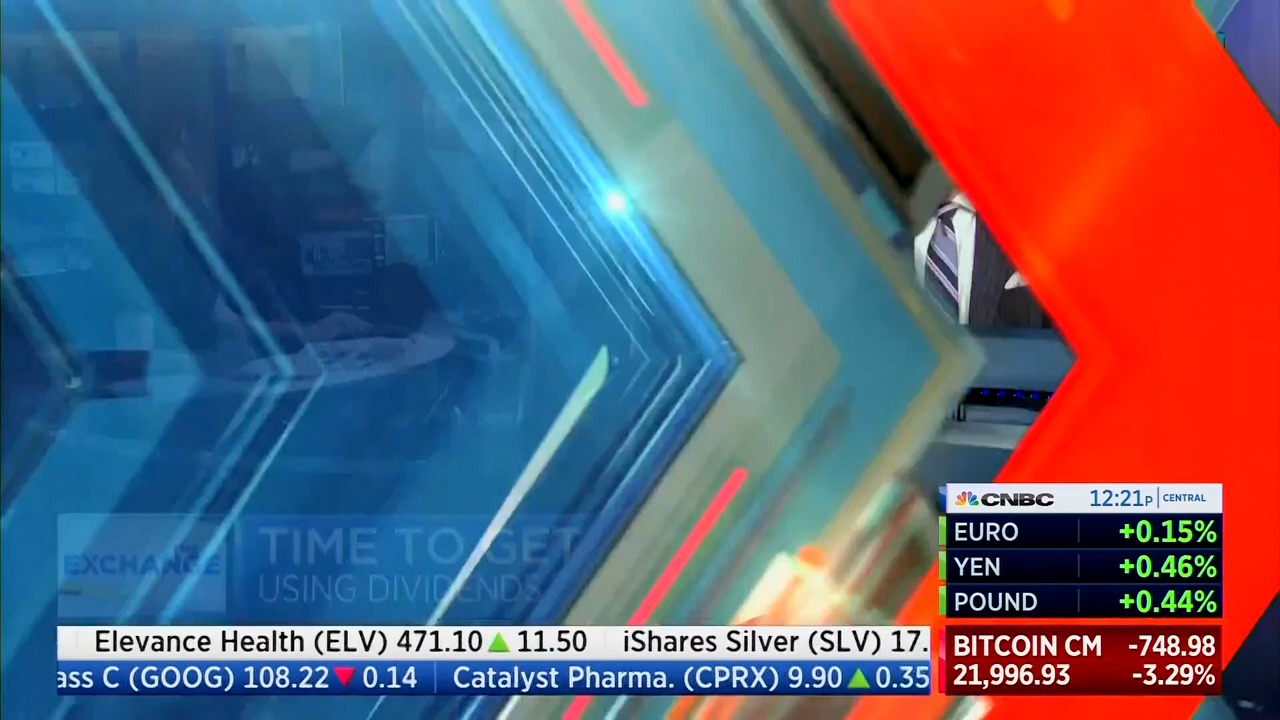 THE
EXCHANGE
TIME TO GET
USING DIVIDENDS
CNBC 12:21P CENTRAL
EURO +0.15%
YEN +0.46%
POUND +0.44%
BITCOIN CM -748.98
21,996.93 -3.29%
Elevance Health (ELV) 471.10 ▲ 11.50 iShares Silver (SLV) 17.
ass C (GOOG) 108.22 ▼ 0.14 Catalyst Pharma. (CPRX) 9.90 ▲ 0.35